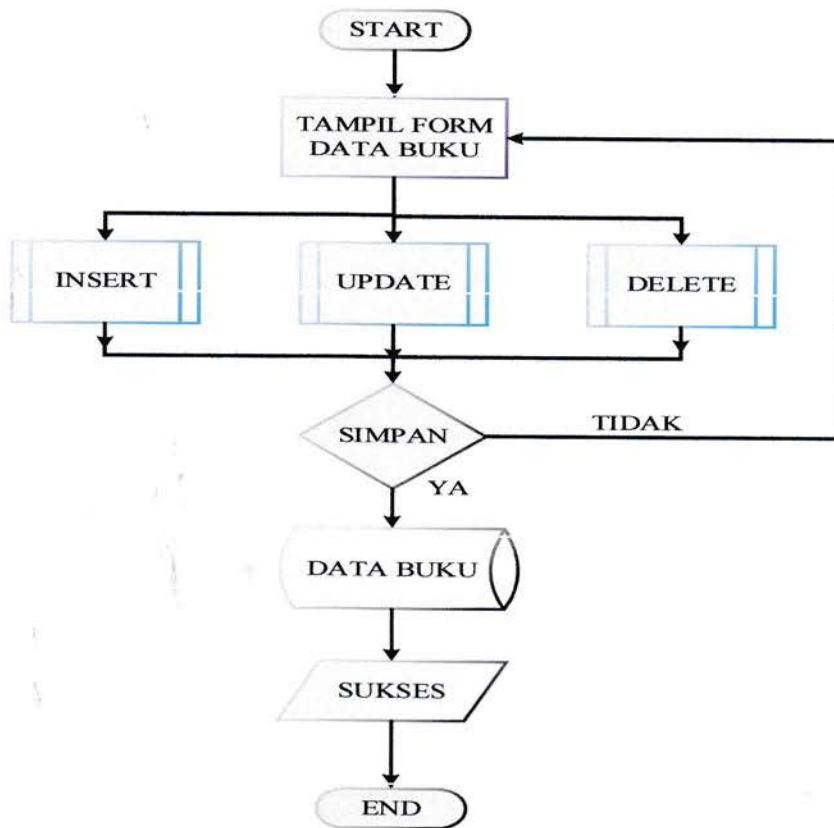 START
TAMPIL FORM
DATA BUKU
INSERT
UPDATE
DELETE
SIMPAN
TIDAK
YA
DATA BUKU
SUKSES
END